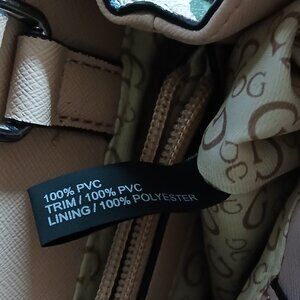 100% PVC
TRIM / 100% PVC
LINING / 100% POLYESTER